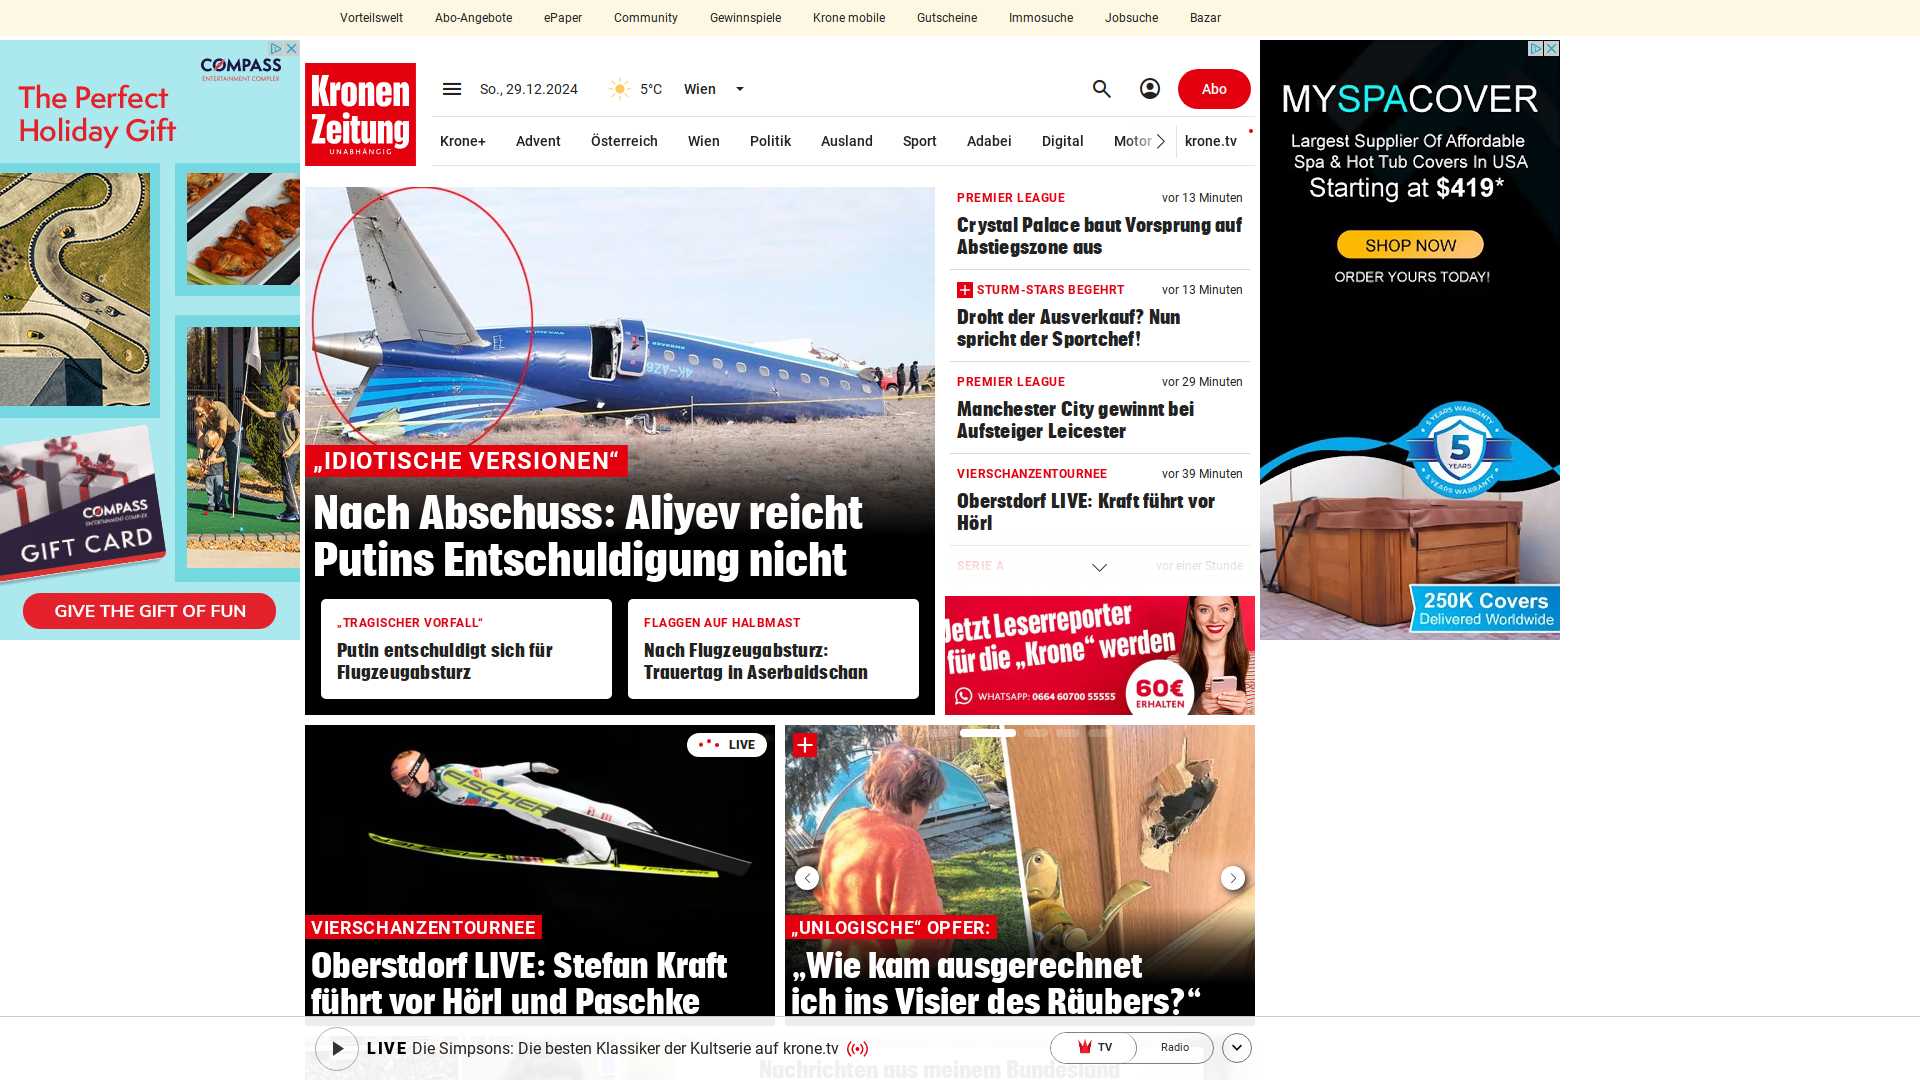 Vorteilswelt
Abo-Angebote
ePaper
Community
Gewinnspiele
Krone mobile
Gutscheine
Immosuche
Jobsuche
Bazar
COMPASS
ENTERTAINMENT COMPLEX
The Perfect
Holiday Gift
COMPASS
ENTERTAINMENT COMPLEX
GIFT CARD
GIVE THE GIFT OF FUN
Kronen
Zeitung
UNABHÄNGIG
So., 29.12.2024
5°C
Wien
Abo
Krone+
Advent
Österreich
Wien
Politik
Ausland
Sport
Adabei
Digital
Motor
krone.tv
4K-AZ6
„IDIOTISCHE VERSIONEN“
Nach Abschuss: Aliyev reicht
Putins Entschuldigung nicht
„TRAGISCHER VORFALL“
Putin entschuldigt sich für
Flugzeugabsturz
FLAGGEN AUF HALBMAST
Nach Flugzeugabsturz:
Trauertag in Aserbaidschan
PREMIER LEAGUE
vor 13 Minuten
Crystal Palace baut Vorsprung auf
Abstiegszone aus
STURM-STARS BEGEHRT
vor 13 Minuten
Droht der Ausverkauf? Nun
spricht der Sportchef!
PREMIER LEAGUE
vor 29 Minuten
Manchester City gewinnt bei
Aufsteiger Leicester
VIERSCHANZENTOURNEE
vor 39 Minuten
Oberstdorf LIVE: Kraft führt vor
Hörl
SERIE A
vor einer Stunde
Jetzt Leserreporter
für die „Krone“ werden
WHATSAPP: 0664 60700 55555
60€
ERHALTEN
MYSPACOVER
Largest Supplier Of Affordable
Spa & Hot Tub Covers In USA
Starting at $419*
SHOP NOW
ORDER YOURS TODAY!
5 YEARS WARRANTY
5
YEARS
5 YEARS WARRANTY
250K Covers
Delivered Worldwide
LIVE
FISCHER
VIERSCHANZENTOURNEE
Oberstdorf LIVE: Stefan Kraft
führt vor Hörl und Paschke
„UNLOGISCHE“ OPFER:
„Wie kam ausgerechnet
ich ins Visier des Räubers?“
LIVE Die Simpsons: Die besten Klassiker der Kultserie auf krone.tv
TV
Radio
Nachrichten aus meinem Bundesland